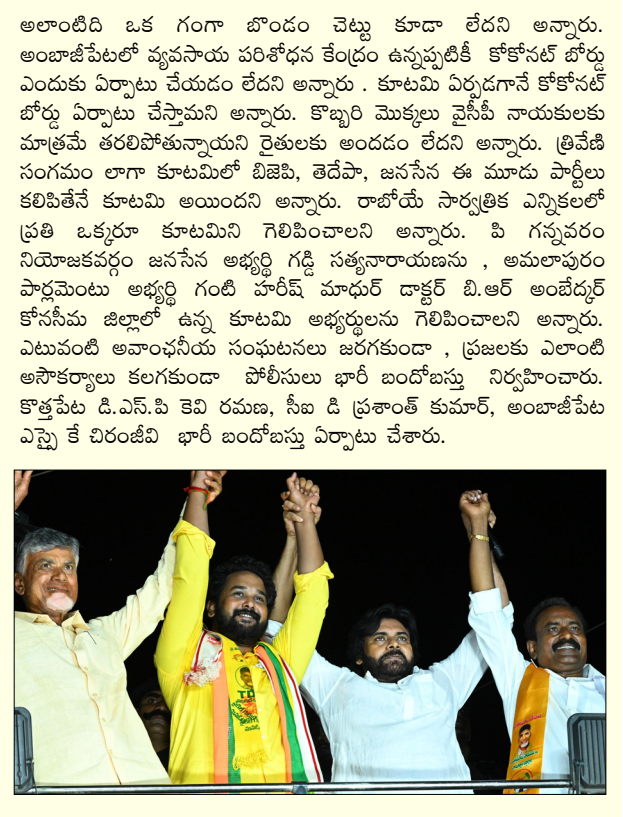 అలాంటిది ఒక గంగా బొండం చెట్టు కూడా లేదని అన్నారు.
అంబాజీపేటలో వ్యవసాయ పరిశోధన కేంద్రం ఉన్నప్పటికీ కోకోనట్ బోర్డు
ఎందుకు ఏర్పాటు చేయడం లేదని అన్నారు . కూటమి ఏర్పడగానే కోకోనట్
బోర్డు ఏర్పాటు చేస్తామని అన్నారు. కొబ్బరి మొక్కలు వైసీపీ నాయకులకు
మాత్రమే తరలిపోతున్నాయని రైతులకు అందడం లేదని అన్నారు. త్రివేణి
సంగమం లాగా కూటమిలో బిజెపి, తెదేపా, జనసేన ఈ మూడు పార్టీలు
కలిపితేనే కూటమి అయిందని అన్నారు. రాబోయే సార్వత్రిక ఎన్నికలలో
ప్రతి ఒక్కరూ కూటమిని గెలిపించాలని అన్నారు. పి గన్నవరం
నియోజకవర్గం జనసేన అభ్యర్థి గడ్డి సత్యనారాయణను , అమలాపురం
పార్లమెంటు అభ్యర్థి గంటి హరీష్ మాధుర్ డాక్టర్ బి.ఆర్ అంబేద్కర్
కోనసీమ జిల్లాలో ఉన్న కూటమి అభ్యర్థులను గెలిపించాలని అన్నారు.
ఎటువంటి అవాంఛనీయ సంఘటనలు జరగకుండా , ప్రజలకు ఎలాంటి
అసౌకర్యాలు కలగకుండా పోలీసులు భారీ బందోబస్తు నిర్వహించారు.
కొత్తపేట డి.ఎస్.పి కెవి రమణ, సీఐ డి ప్రశాంత్ కుమార్, అంబాజీపేట
ఎస్సై కే చిరంజీవి భారీ బందోబస్తు ఏర్పాటు చేశారు.